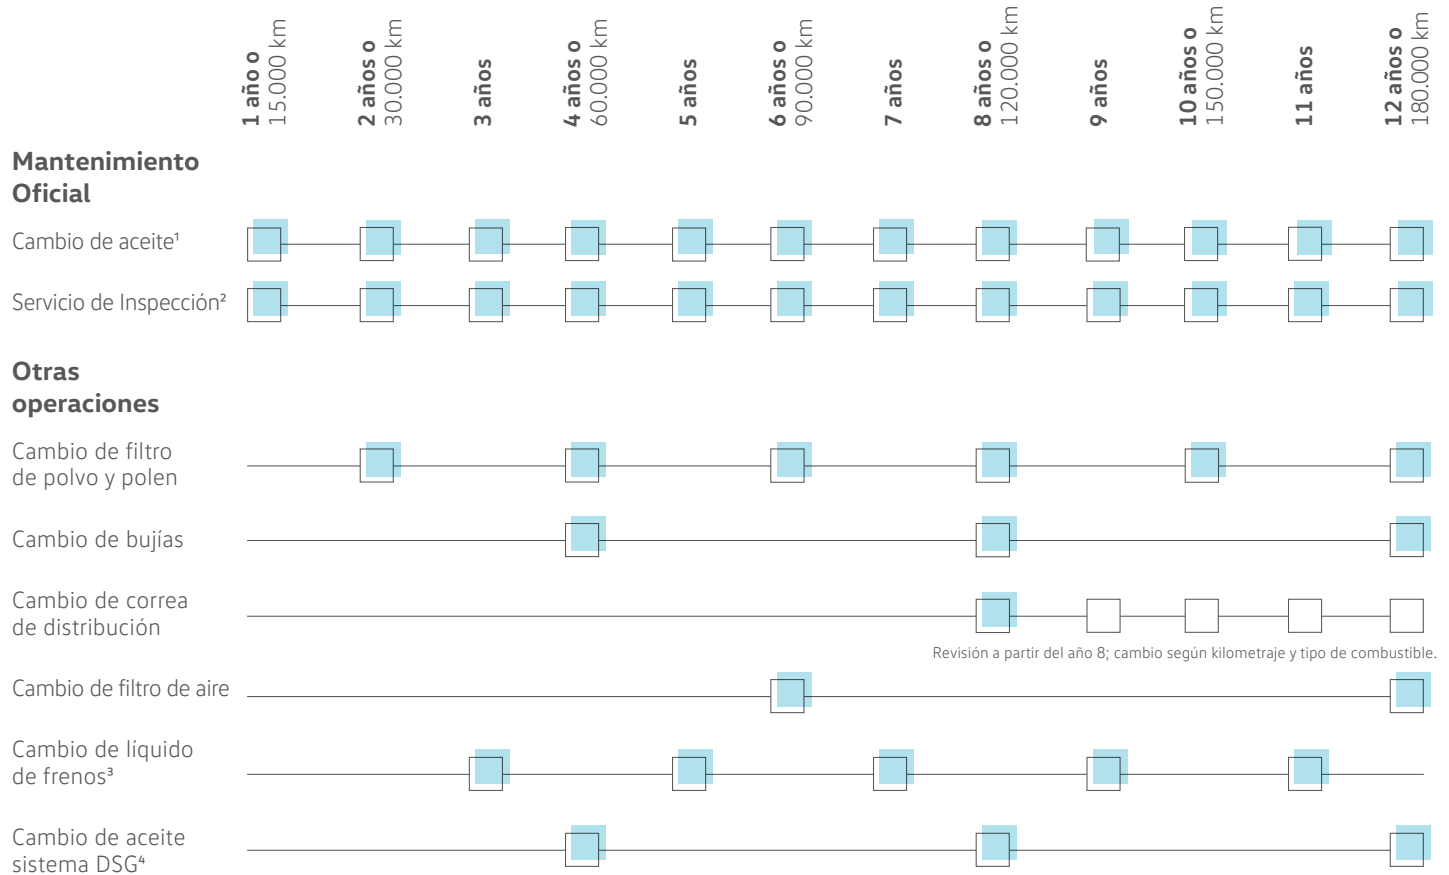 1 año o
15.000 km
2 años o
30.000 km
3 años
4 años o
60.000 km
5 años
6 años o
90.000 km
7 años
8 años o
120.000 km
9 años
10 años o
150.000 km
11 años
12 años o
180.000 km
Mantenimiento
Oficial
Cambio de aceite¹
Servicio de Inspección²
Otras
operaciones
Cambio de filtro
de polvo y polen
Cambio de bujías
Cambio de correa
de distribución
Revisión a partir del año 8; cambio según kilometraje y tipo de combustible.
Cambio de filtro de aire
Cambio de líquido
de frenos³
Cambio de aceite
sistema DSG⁴